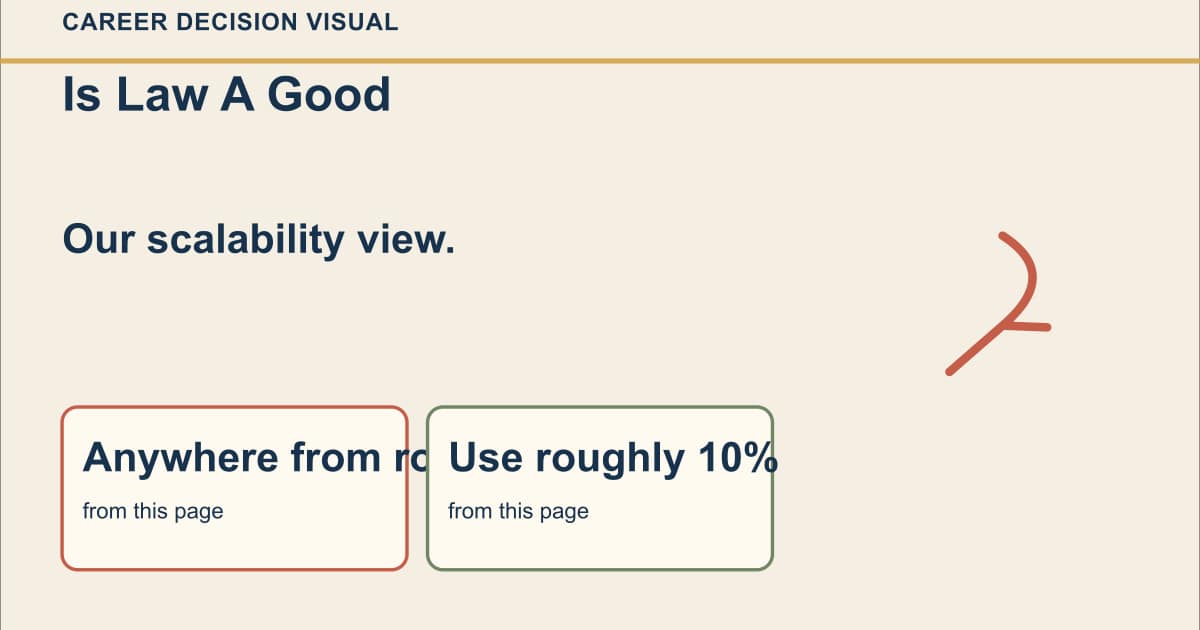 CAREER DECISION VISUAL
Is Law A Good
Our scalability view.
Anywhere from
from this page
Use roughly 10%
from this page